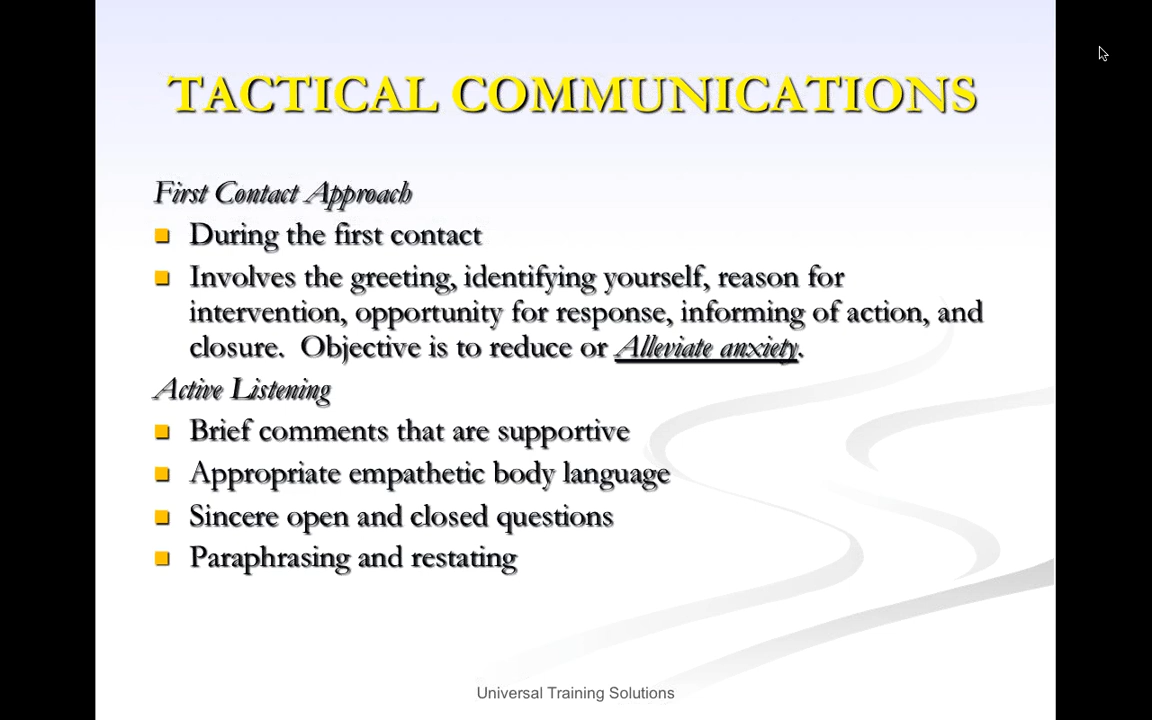 TACTICAL COMMUNICATIONS
First Contact Approach
During the first contact
Involves the greeting, identifying yourself, reason for
intervention, opportunity for response, informing of action, and
closure.  Objective is to reduce or Alleviate anxiety.
Active Listening
Brief comments that are supportive
Appropriate empathetic body language
Sincere open and closed questions
Paraphrasing and restating
Universal Training Solutions